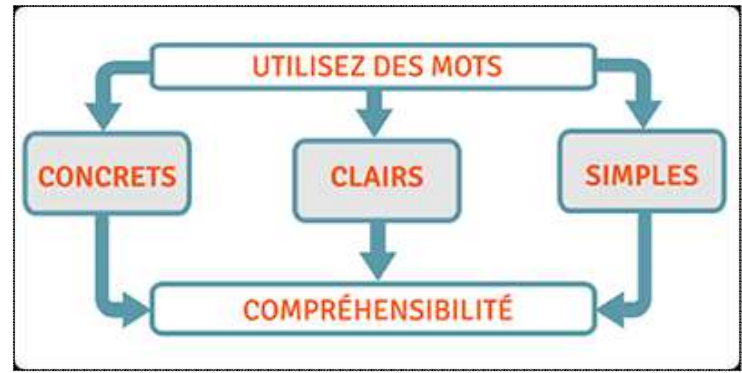 UTILISEZ DES MOTS
CONCRETS
CLAIRS
SIMPLES
COMPRÉHENSIBILITÉ